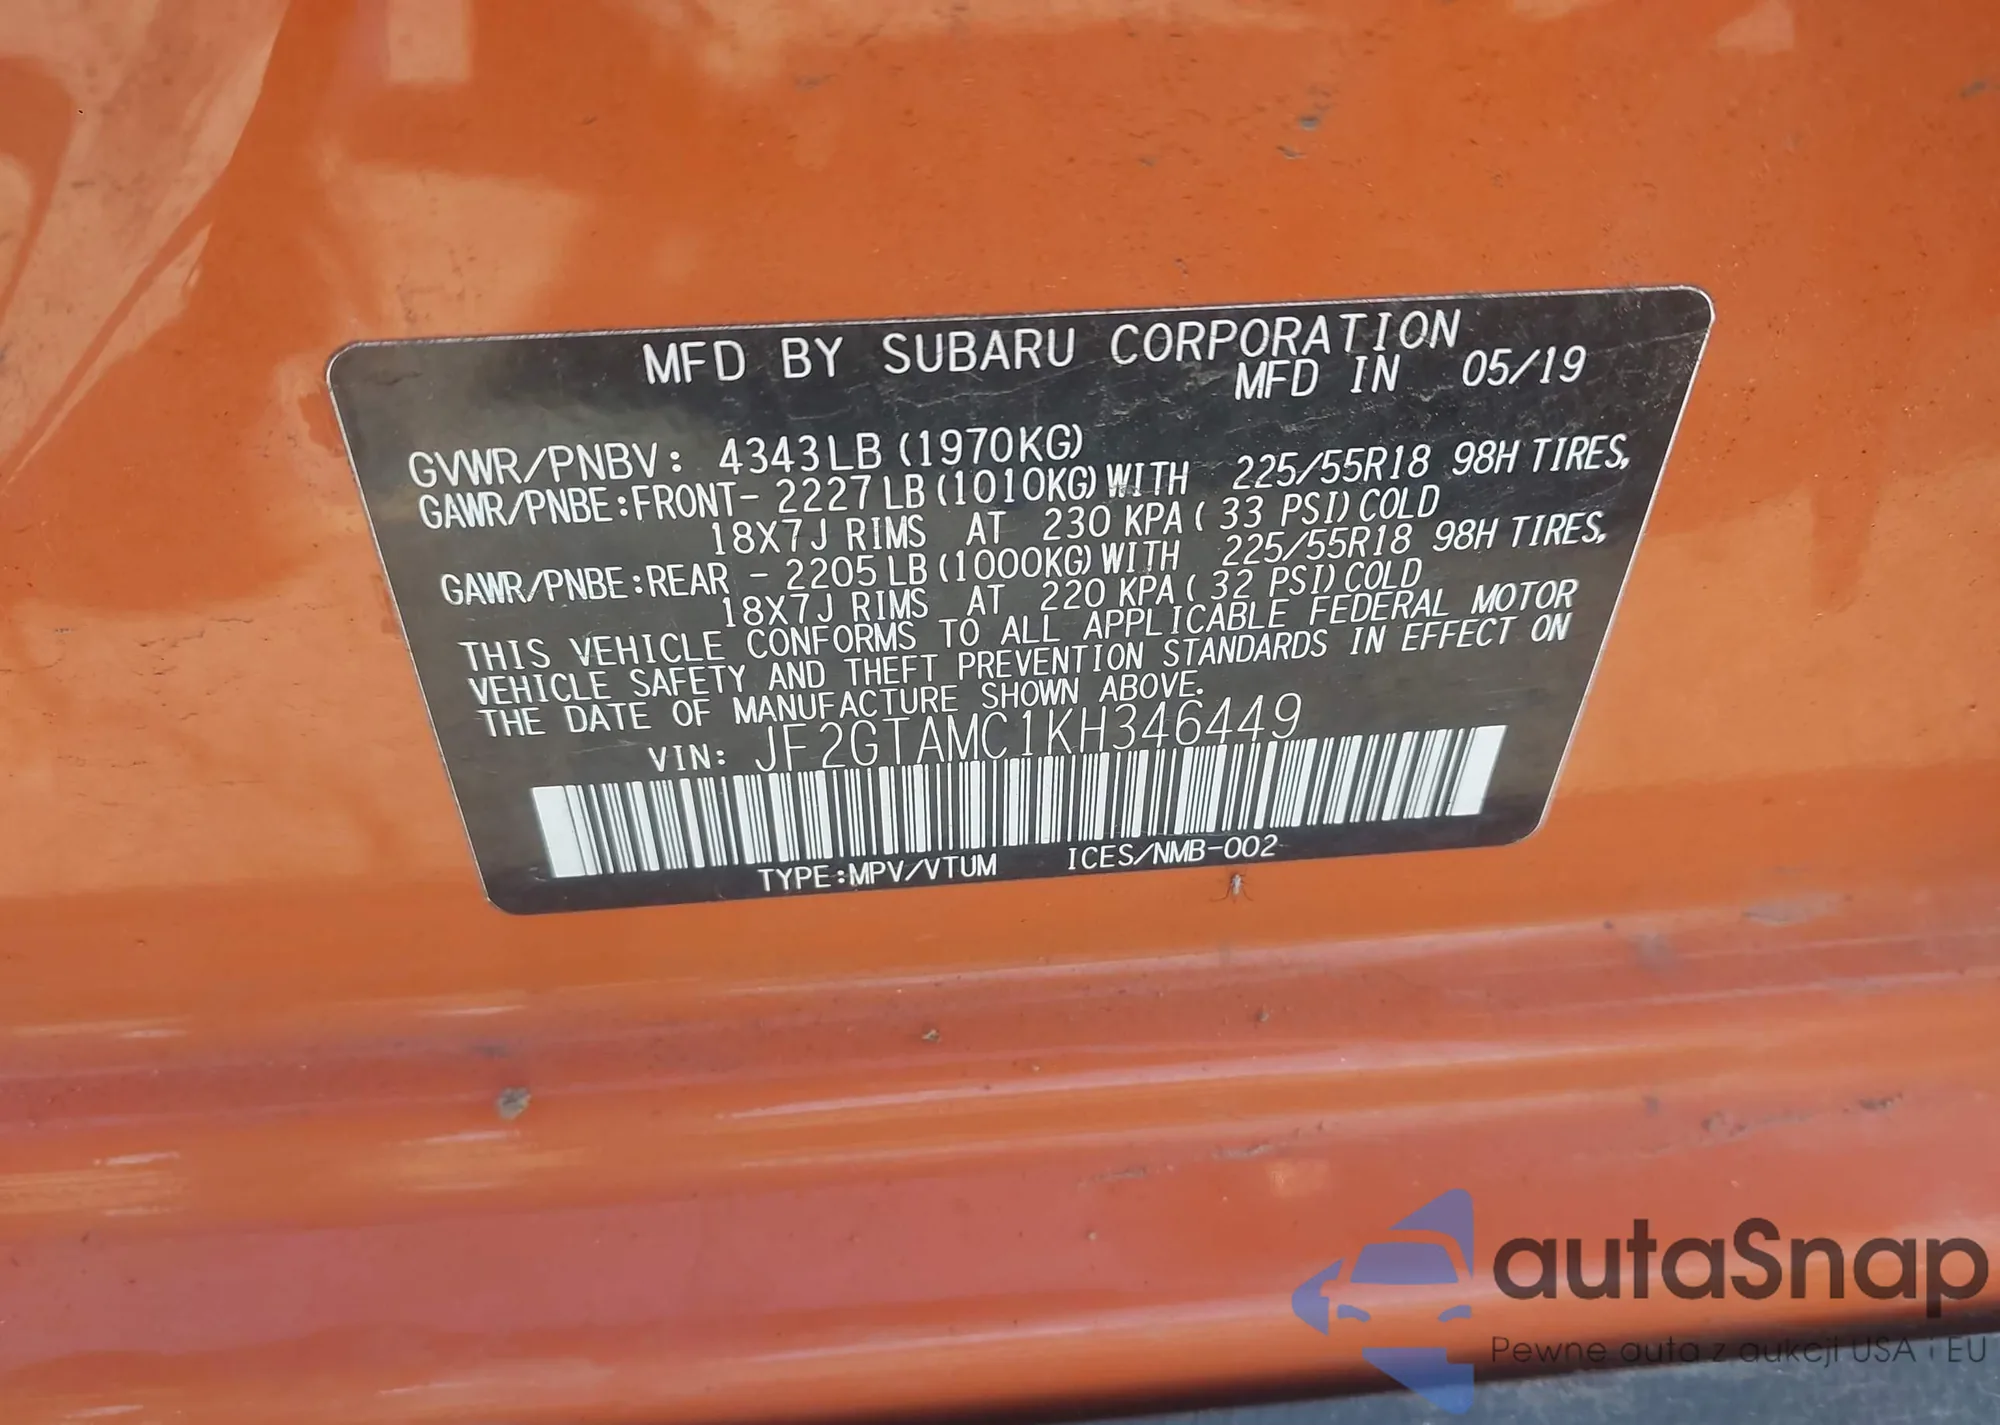 MFD BY SUBARU CORPORATION
MFD IN 05/19
GVWR/PNBV: 4343LB (1970KG)
GAWR/PNBE:FRONT- 2227LB (1010KG) WITH 225/55R18 98H TIRES,
18X7J RIMS AT 230 KPA ( 33 PSI) COLD
GAWR/PNBE:REAR - 2205LB (1000KG) WITH 225/55R18 98H TIRES,
18X7J RIMS AT 220 KPA ( 32 PSI) COLD
THIS VEHICLE CONFORMS TO ALL APPLICABLE FEDERAL MOTOR
VEHICLE SAFETY AND THEFT PREVENTION STANDARDS IN EFFECT ON
THE DATE OF MANUFACTURE SHOWN ABOVE.
VIN: JF2GTAMC1KH346449
TYPE:MPV/VTUM ICES/NMB-002
autaSnap
Pewne auta z aukcji USA i EU